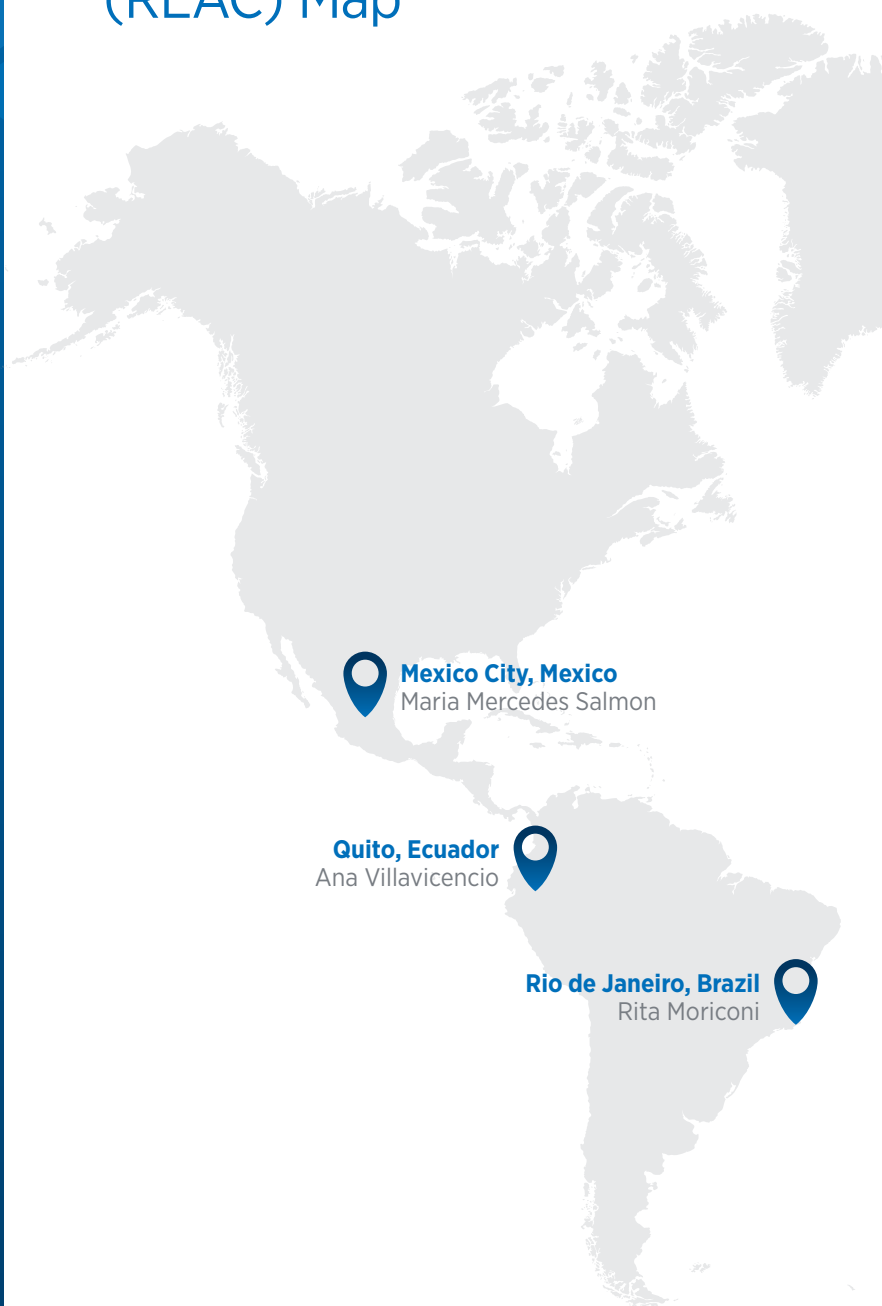 (REAC) Map
Mexico City, Mexico
Maria Mercedes Salmon
Quito, Ecuador
Ana Villavicencio
Rio de Janeiro, Brazil
Rita Moriconi